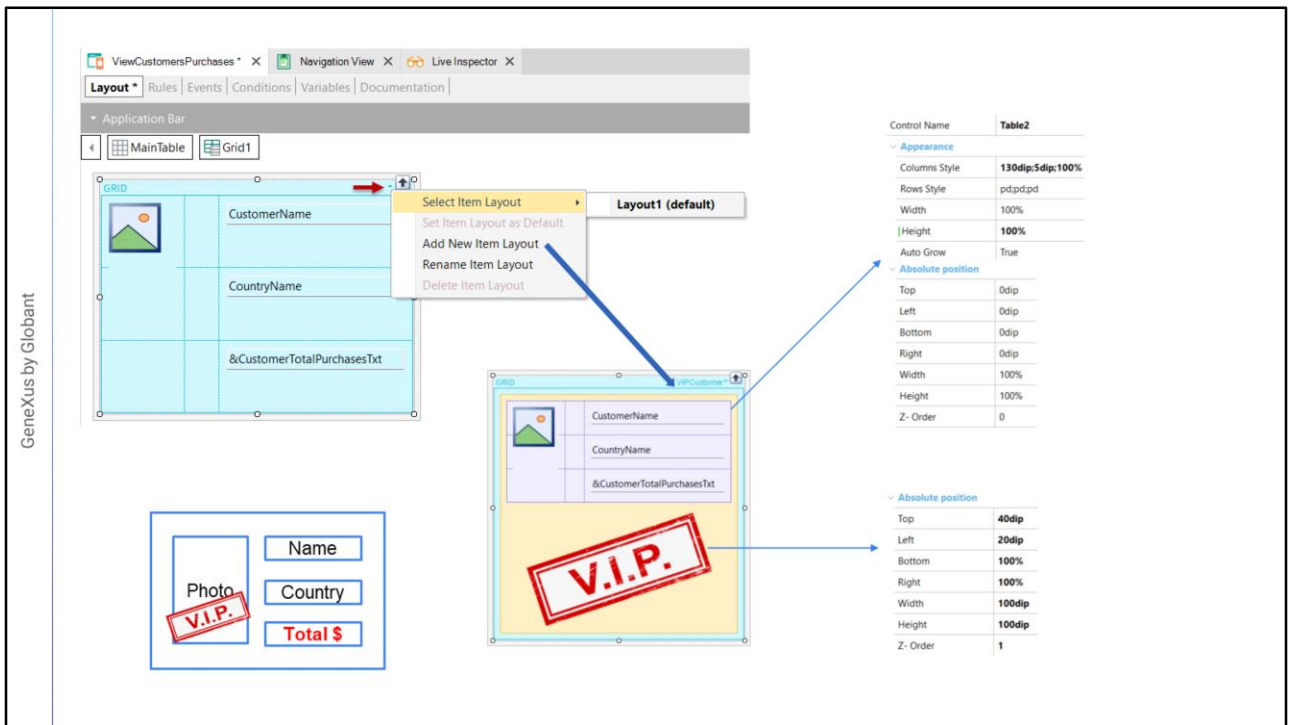 GeneXus by Globant
ViewCustomersPurchases * X Navigation View X Live Inspector X
Layout * Rules Events Conditions Variables Documentation
Application Bar
MainTable Grid1
GRID
CustomerName
CountryName
&CustomerTotalPurchasesTxt
Select Item Layout
Set Item Layout as Default
Add New Item Layout
Rename Item Layout
Delete Item Layout
Layout1 (default)
GRID VIPCustomer*
CustomerName
CountryName
&CustomerTotalPurchasesTxt
V.I.P.
Photo
V.I.P.
Name
Country
Total $
Control Name Table2
Appearance
Columns Style 130dip;5dip;100%
Rows Style pd;pd;pd
Width 100%
Height 100%
Auto Grow True
Absolute position
Top 0dip
Left 0dip
Bottom 0dip
Right 0dip
Width 100%
Height 100%
Z- Order 0
Absolute position
Top 40dip
Left 20dip
Bottom 100%
Right 100%
Width 100dip
Height 100dip
Z- Order 1